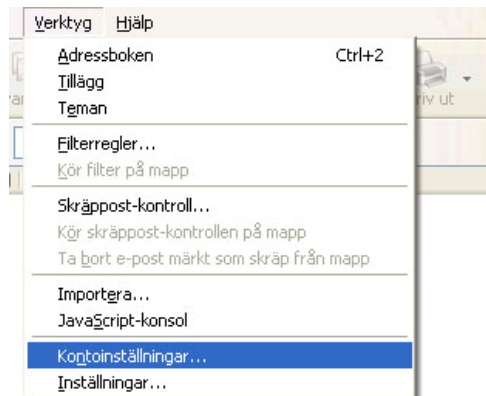 Verktyg Hjälp
Adressboken Ctrl+2
Tillägg
Teman
riv ut
Filterregler...
Kör filter på mapp
Skräppost-kontroll...
Kör skräppost-kontrollen på mapp
Ta bort e-post märkt som skräp från mapp
Importera...
JavaScript-konsol
Kontoinställningar...
Inställningar...